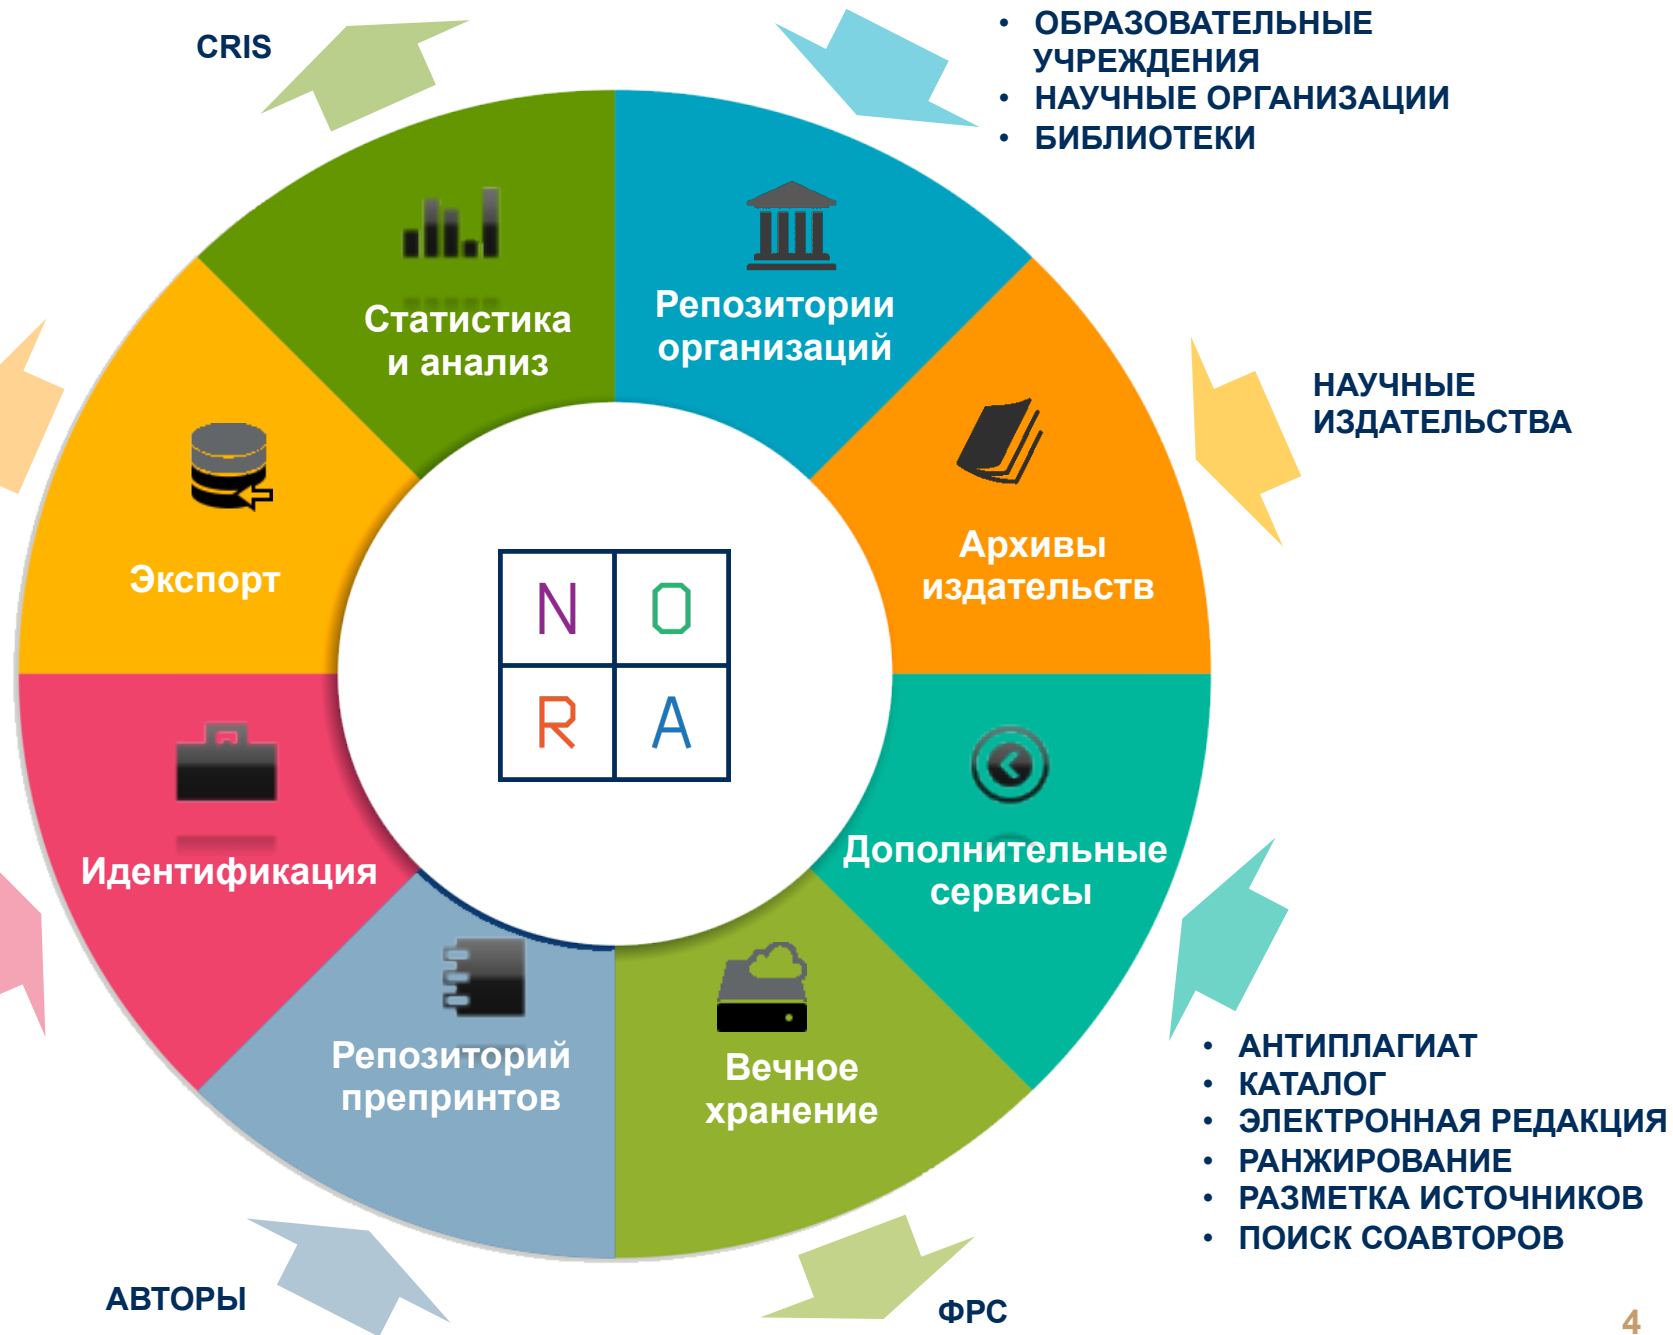 CRIS
• ОБРАЗОВАТЕЛЬНЫЕ
УЧРЕЖДЕНИЯ
• НАУЧНЫЕ ОРГАНИЗАЦИИ
• БИБЛИОТЕКИ
Статистика
и анализ
Репозитории
организаций
НАУЧНЫЕ
ИЗДАТЕЛЬСТВА
Архивы
издательств
Экспорт
N O
R A
Идентификация
Дополнительные
сервисы
Репозиторий
препринтов
Вечное
хранение
• АНТИПЛАГИАТ
• КАТАЛОГ
• ЭЛЕКТРОННАЯ РЕДАКЦИЯ
• РАНЖИРОВАНИЕ
• РАЗМЕТКА ИСТОЧНИКОВ
• ПОИСК СОАВТОРОВ
АВТОРЫ
ФРС
4